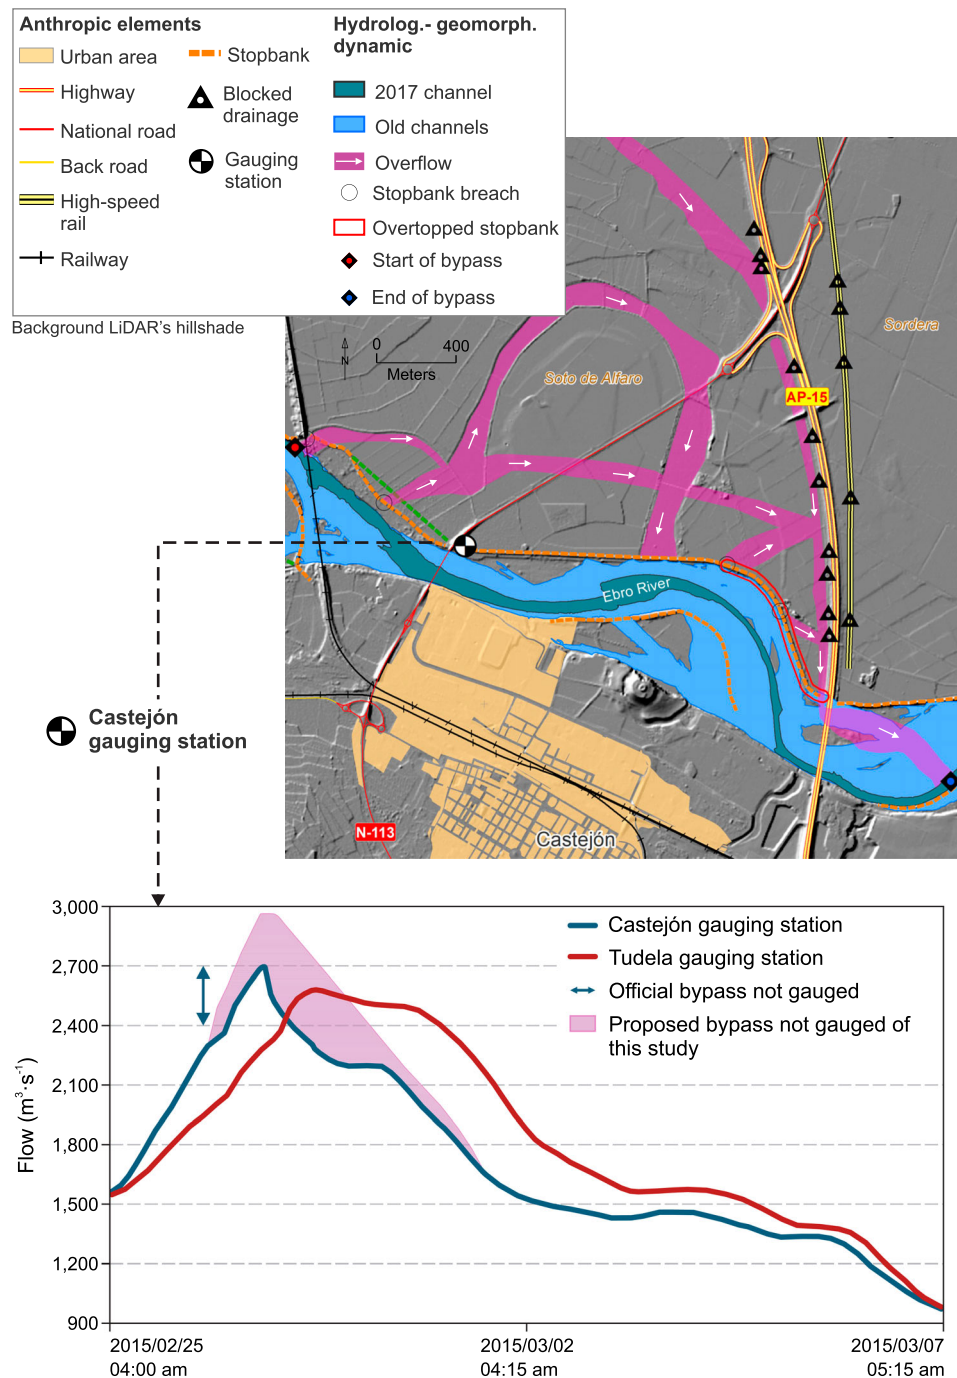 Anthropic elements
Urban area
Highway
National road
Back road
High-speed
rail
Railway
Stopbank
Blocked
drainage
Gauging
station
Hydrolog.- geomorph.
dynamic
2017 channel
Old channels
Overflow
Stopbank breach
Overtopped stopbank
Start of bypass
End of bypass
Background LiDAR's hillshade
N
0 400
Meters
Soto de Alfaro
Sordera
AP-15
Ebro River
N-113
Castejón
Castejón
gauging station
Flow (m³·s⁻¹)
3,000
2,700
2,400
2,100
1,800
1,500
1,200
900
Castejón gauging station
Tudela gauging station
Official bypass not gauged
Proposed bypass not gauged of
this study
2015/02/25
04:00 am
2015/03/02
04:15 am
2015/03/07
05:15 am